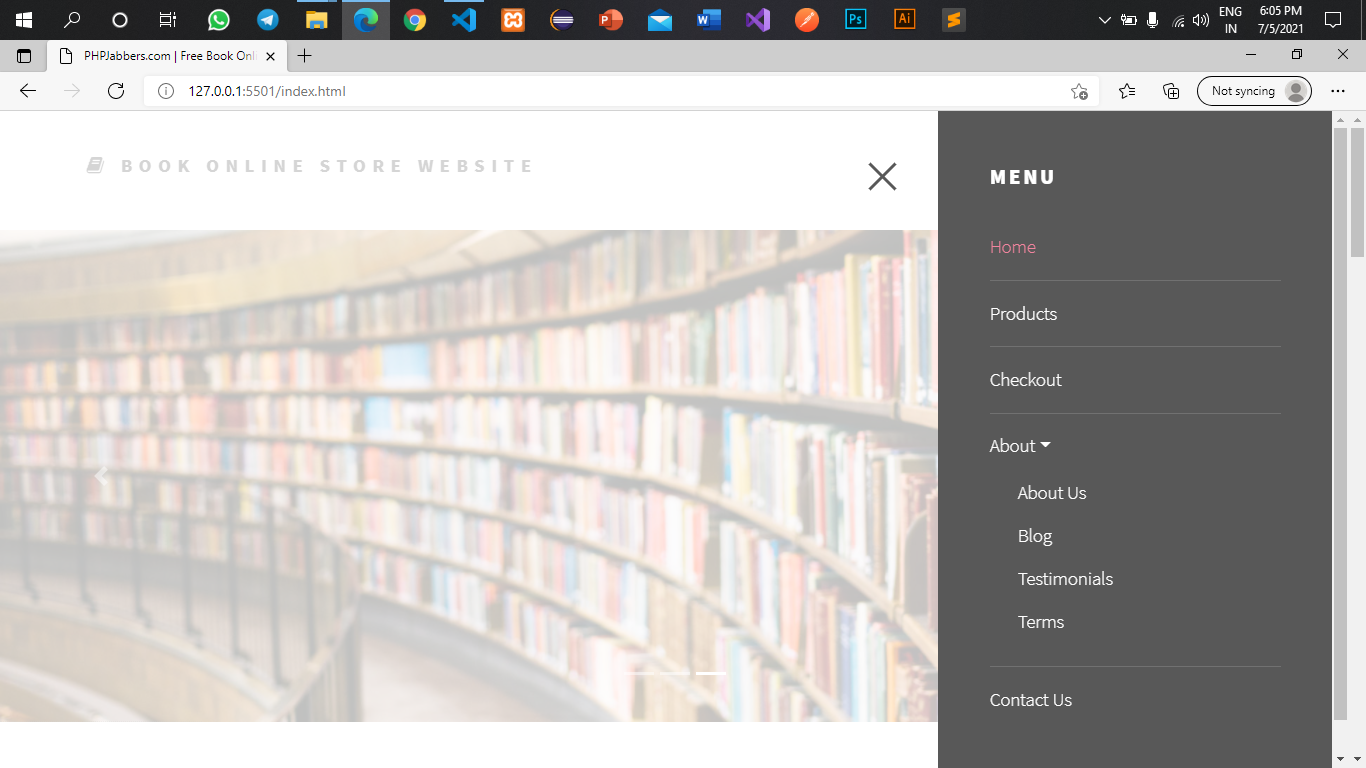 ENG
6:05 PM
IN
7/5/2021
PHPJabbers.com | Free Book Onli
127.0.0.1:5501/index.html
Not syncing
BOOK ONLINE STORE WEBSITE
MENU
Home
Products
Checkout
About
About Us
Blog
Testimonials
Terms
Contact Us